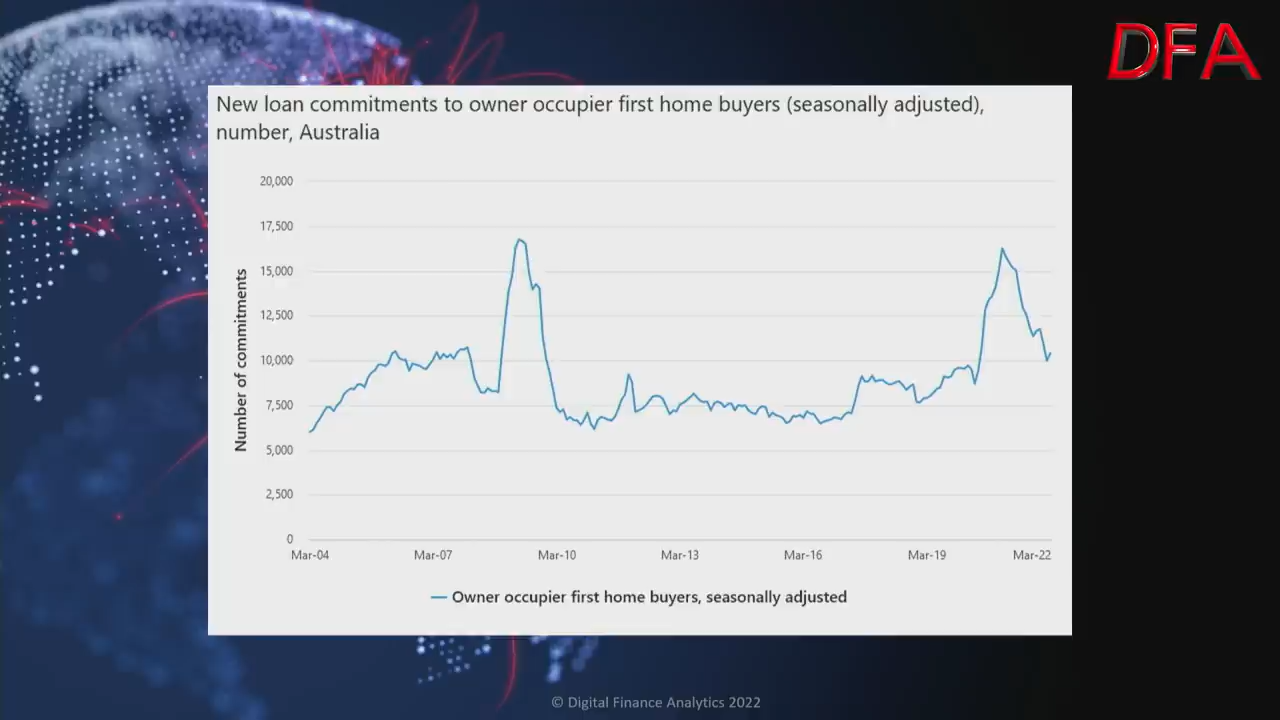 DFA
New loan commitments to owner occupier first home buyers (seasonally adjusted),
number, Australia
Number of commitments
20,000
17,500
15,000
12,500
10,000
7,500
5,000
2,500
0
Mar-04 Mar-07 Mar-10 Mar-13 Mar-16 Mar-19 Mar-22
Owner occupier first home buyers, seasonally adjusted
© Digital Finance Analytics 2022